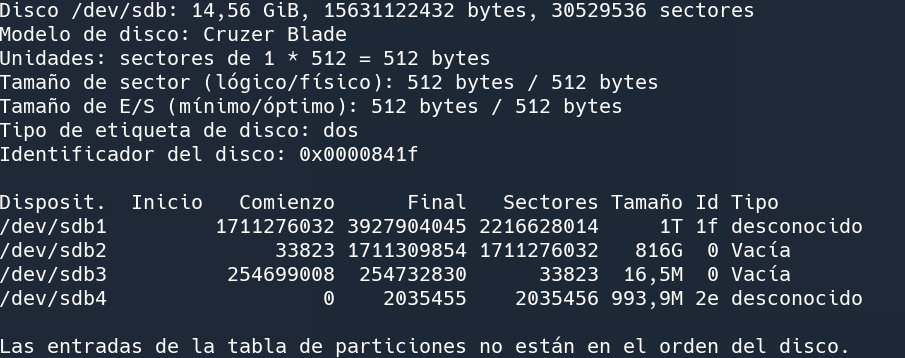 Disco /dev/sdb: 14,56 GiB, 15631122432 bytes, 30529536 sectores
Modelo de disco: Cruzer Blade
Unidades: sectores de 1 * 512 = 512 bytes
Tamaño de sector (lógico/físico): 512 bytes / 512 bytes
Tamaño de E/S (mínimo/óptimo): 512 bytes / 512 bytes
Tipo de etiqueta de disco: dos
Identificador del disco: 0x0000841f

Disposit.  Inicio   Comienzo      Final   Sectores Tamaño Id Tipo
/dev/sdb1         1711276032 3927904045 2216628014     1T 1f desconocido
/dev/sdb2              33823 1711309854 1711276032   816G  0 Vacía
/dev/sdb3          254699008  254732830      33823  16,5M  0 Vacía
/dev/sdb4                  0    2035455    2035456 993,9M 2e desconocido

Las entradas de la tabla de particiones no están en el orden del disco.